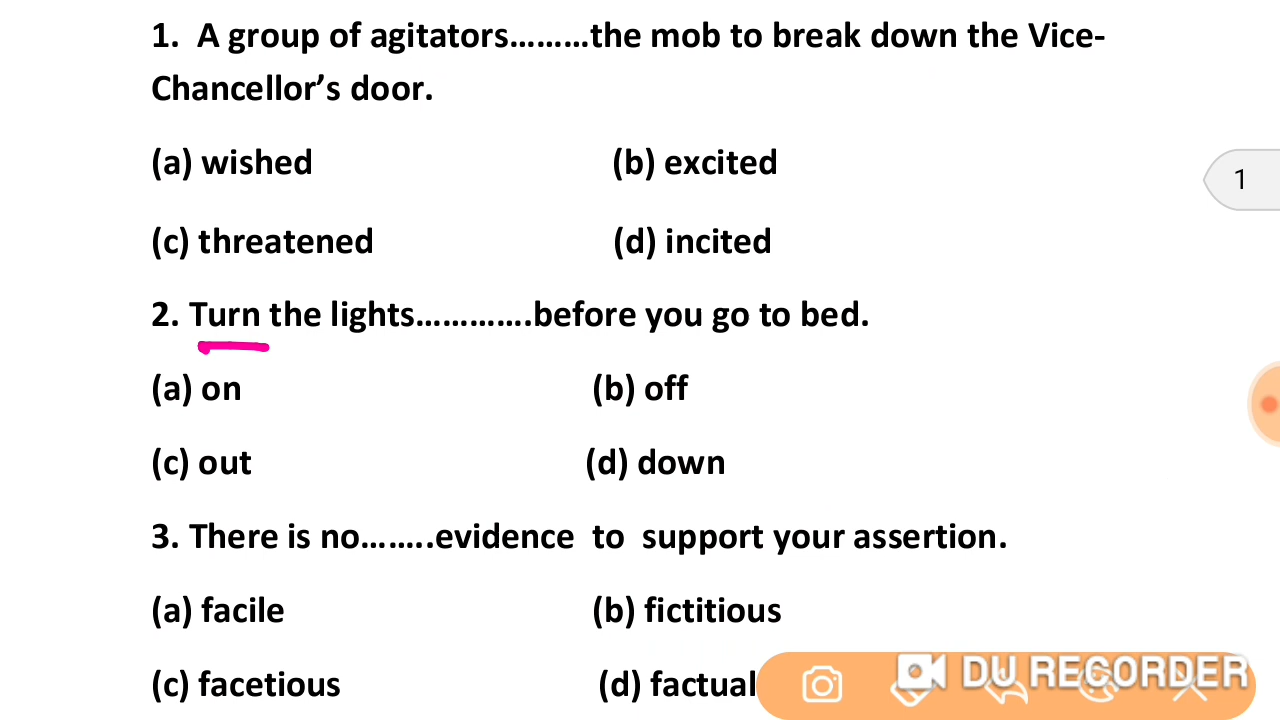 1.  A group of agitators………the mob to break down the Vice-
Chancellor’s door.
(a) wished (b) excited
1
(c) threatened (d) incited
2. Turn the lights………….before you go to bed.
(a) on (b) off
(c) out (d) down
3. There is no……..evidence  to  support your assertion.
(a) facile (b) fictitious
(c) facetious (d) factual
DU RECORDER